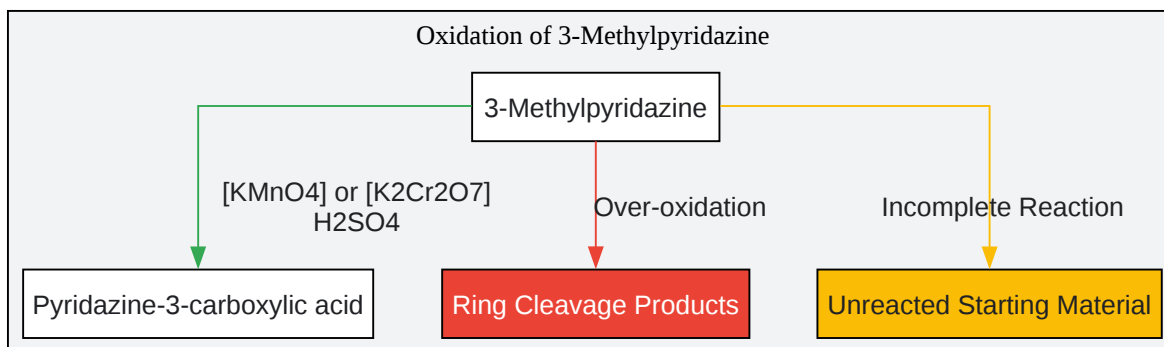 Oxidation of 3-Methylpyridazine
3-Methylpyridazine
[KMnO4] or [K2Cr2O7]
H2SO4
Over-oxidation
Incomplete Reaction
Pyridazine-3-carboxylic acid
Ring Cleavage Products
Unreacted Starting Material